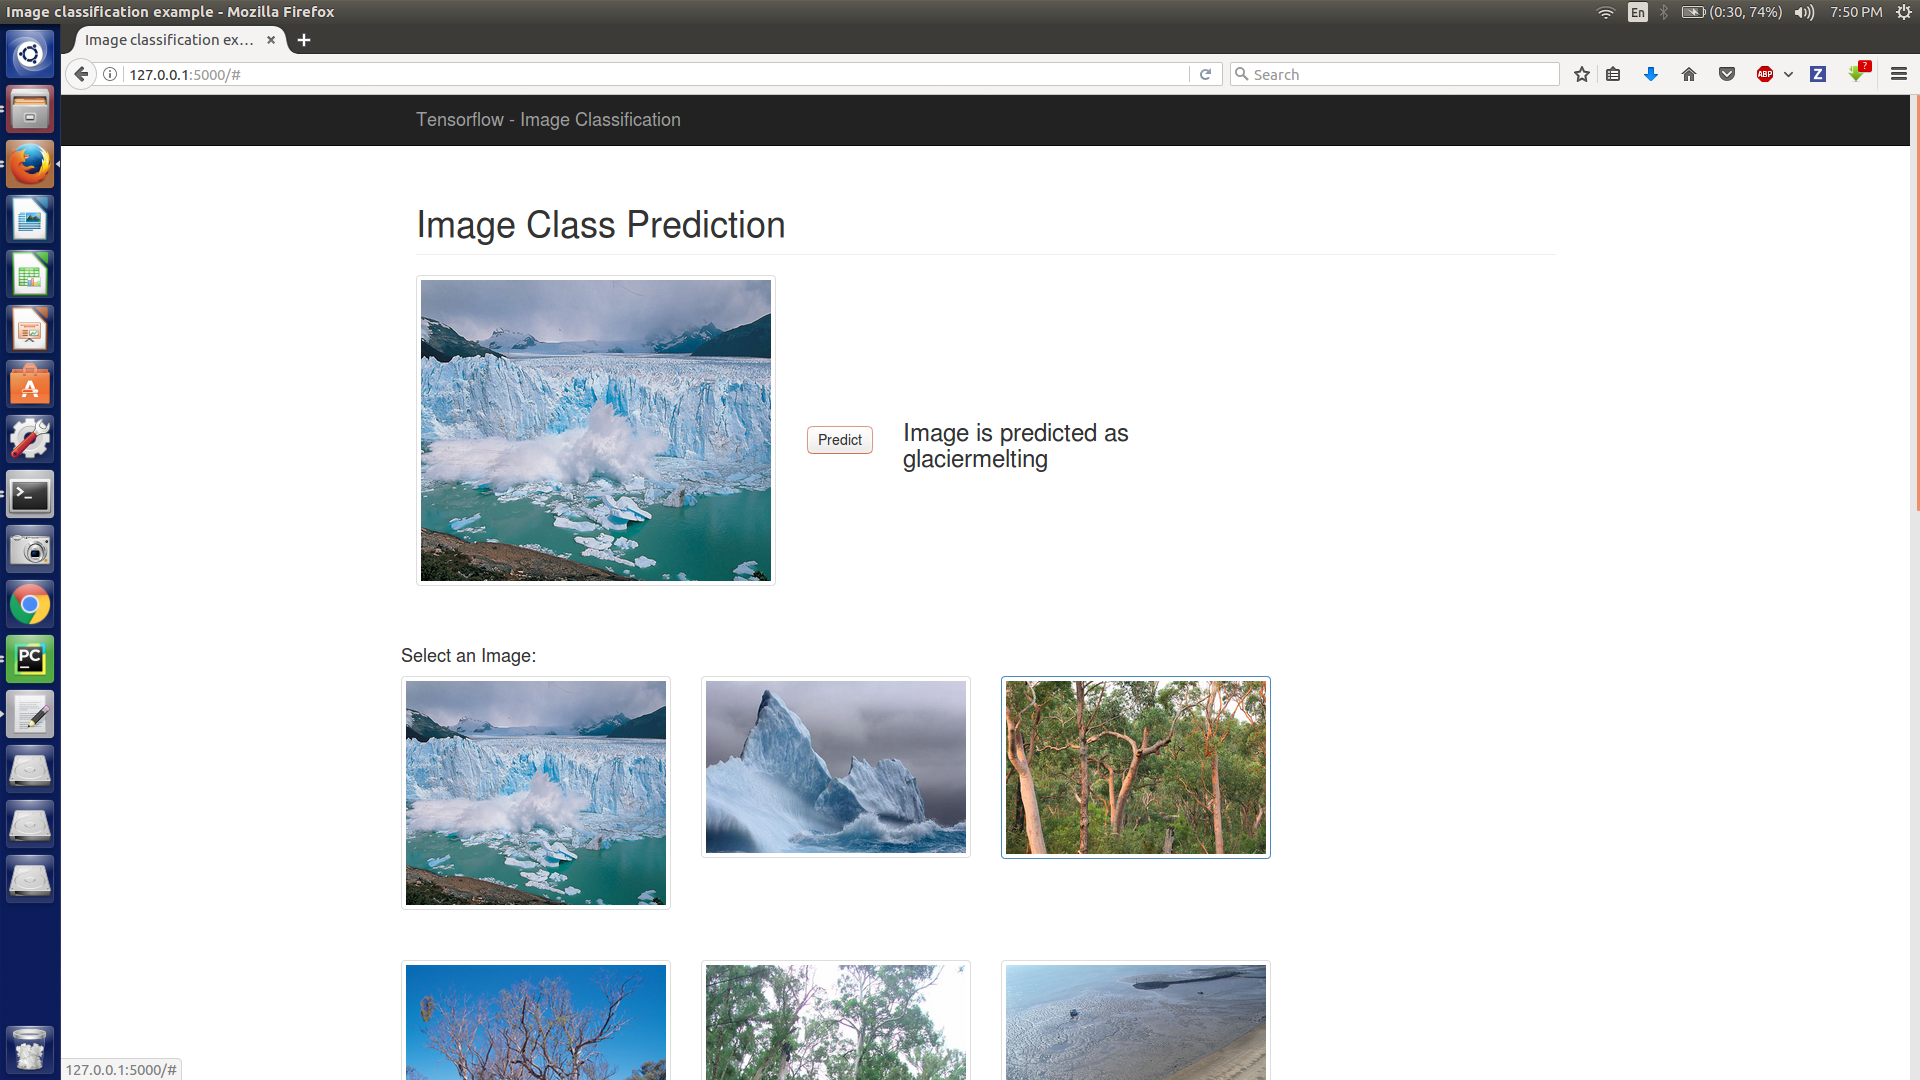 Image classification example - Mozilla Firefox
En
(0:30, 74%)
7:50 PM
Image classification ex...
127.0.0.1:5000/#
Search
ABP
Z
?
Tensorflow - Image Classification
Image Class Prediction
Predict
Image is predicted as
glaciermelting
PC
Select an Image:
127.0.0.1:5000/#